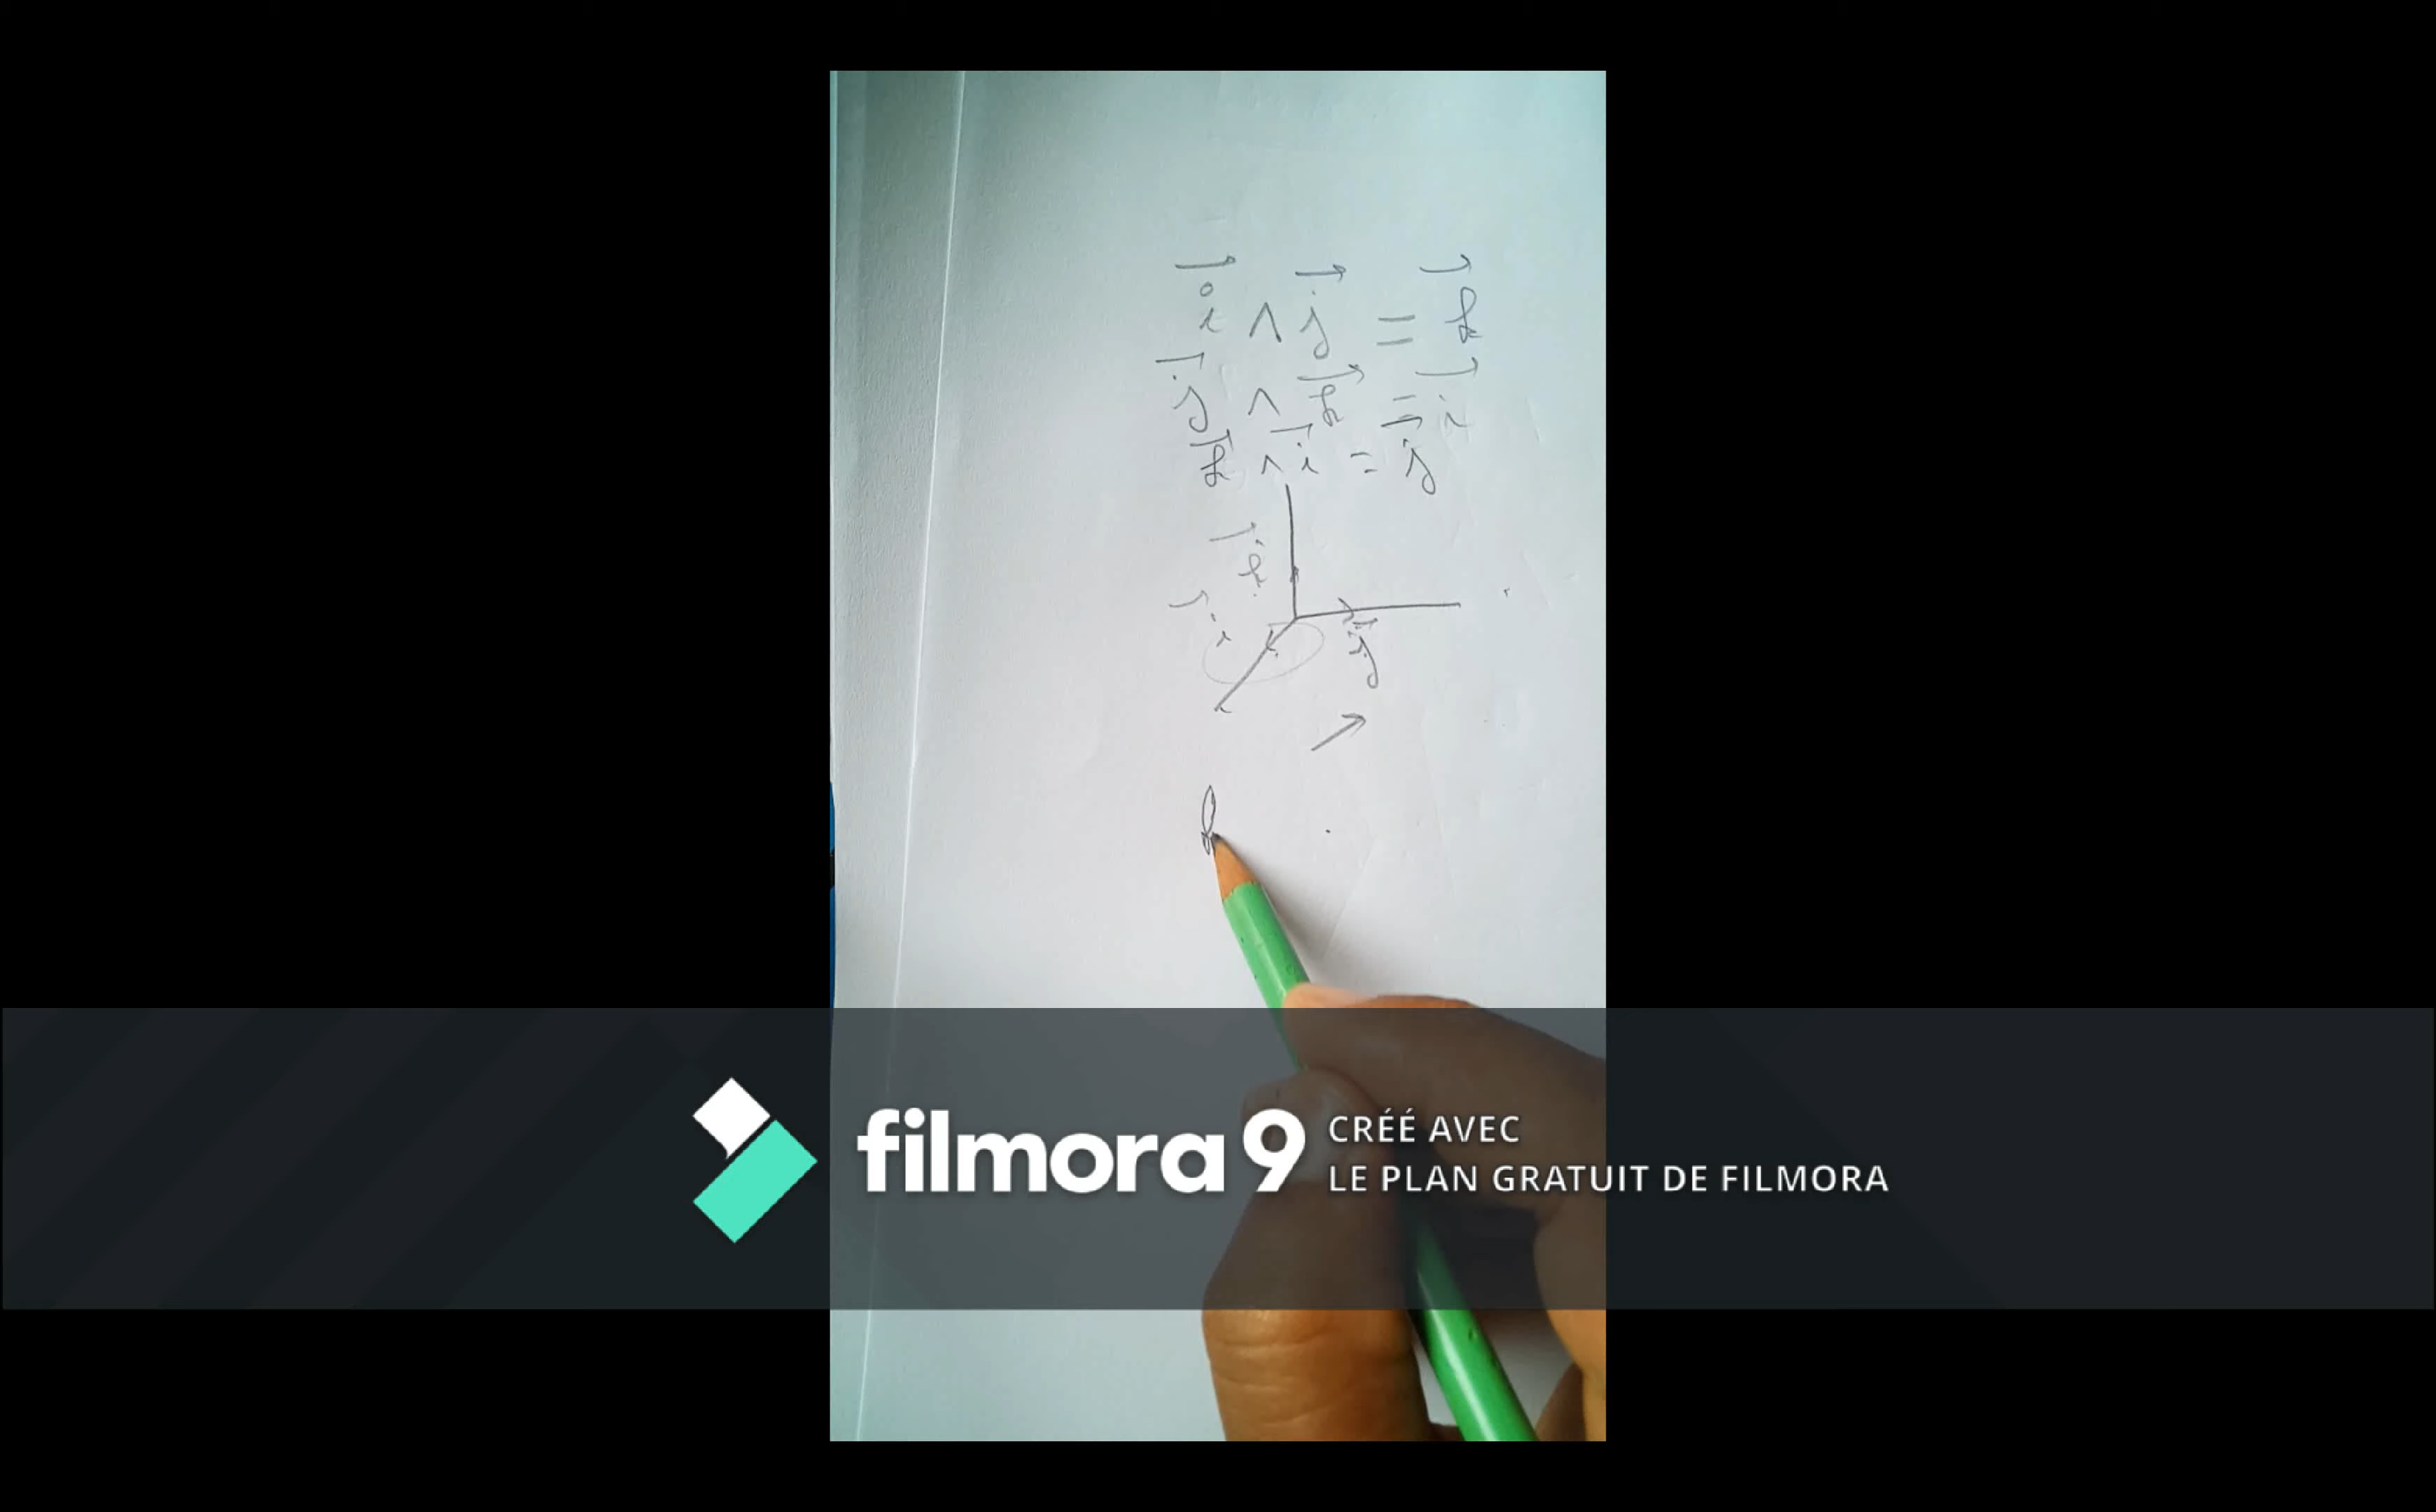 i⃗ ∧ j⃗ = k⃗
j⃗ ∧ k⃗ = i⃗
k⃗ ∧ i⃗ = j⃗
k⃗
i⃗
j⃗
k
filmora 9
CRÉÉ AVEC
LE PLAN GRATUIT DE FILMORA